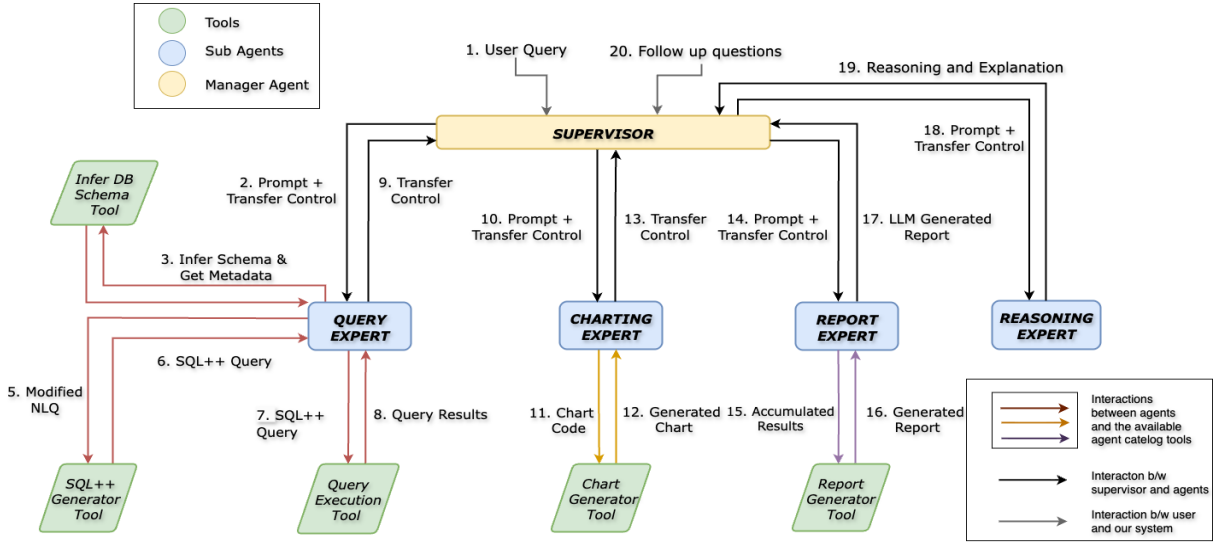 Tools
Sub Agents
Manager Agent
1. User Query
20. Follow up questions
19. Reasoning and Explanation
SUPERVISOR
18. Prompt +
Transfer Control
Infer DB
Schema
Tool
2. Prompt +
Transfer Control
9. Transfer
Control
10. Prompt +
Transfer Control
13. Transfer
Control
14. Prompt +
Transfer Control
17. LLM Generated
Report
3. Infer Schema &
Get Metadata
QUERY
EXPERT
CHARTING
EXPERT
REPORT
EXPERT
REASONING
EXPERT
6. SQL++ Query
5. Modified
NLQ
7. SQL++
Query
8. Query Results
11. Chart
Code
12. Generated
Chart
15. Accumulated
Results
16. Generated
Report
SQL++
Generator
Tool
Query
Execution
Tool
Chart
Generator
Tool
Report
Generator
Tool
Interactions
between agents
and the available
agent catelog tools
Interacton b/w
supervisor and agents
Interaction b/w user
and our system